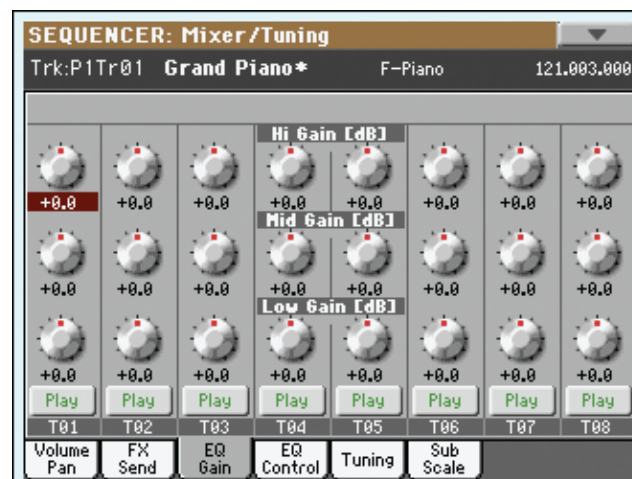 SEQUENCER: Mixer/Tuning
Trk:P1Tr01 Grand Piano* F-Piano 121.003.000
Hi Gain [dB]
+0.0 +0.0 +0.0 +0.0 +0.0 +0.0 +0.0 +0.0
Mid Gain [dB]
+0.0 +0.0 +0.0 +0.0 +0.0 +0.0 +0.0 +0.0
Low Gain [dB]
+0.0 +0.0 +0.0 +0.0 +0.0 +0.0 +0.0 +0.0
Play Play Play Play Play Play Play Play
T01 T02 T03 T04 T05 T06 T07 T08
Volume Pan FX Send EQ Gain EQ Control Tuning Sub Scale